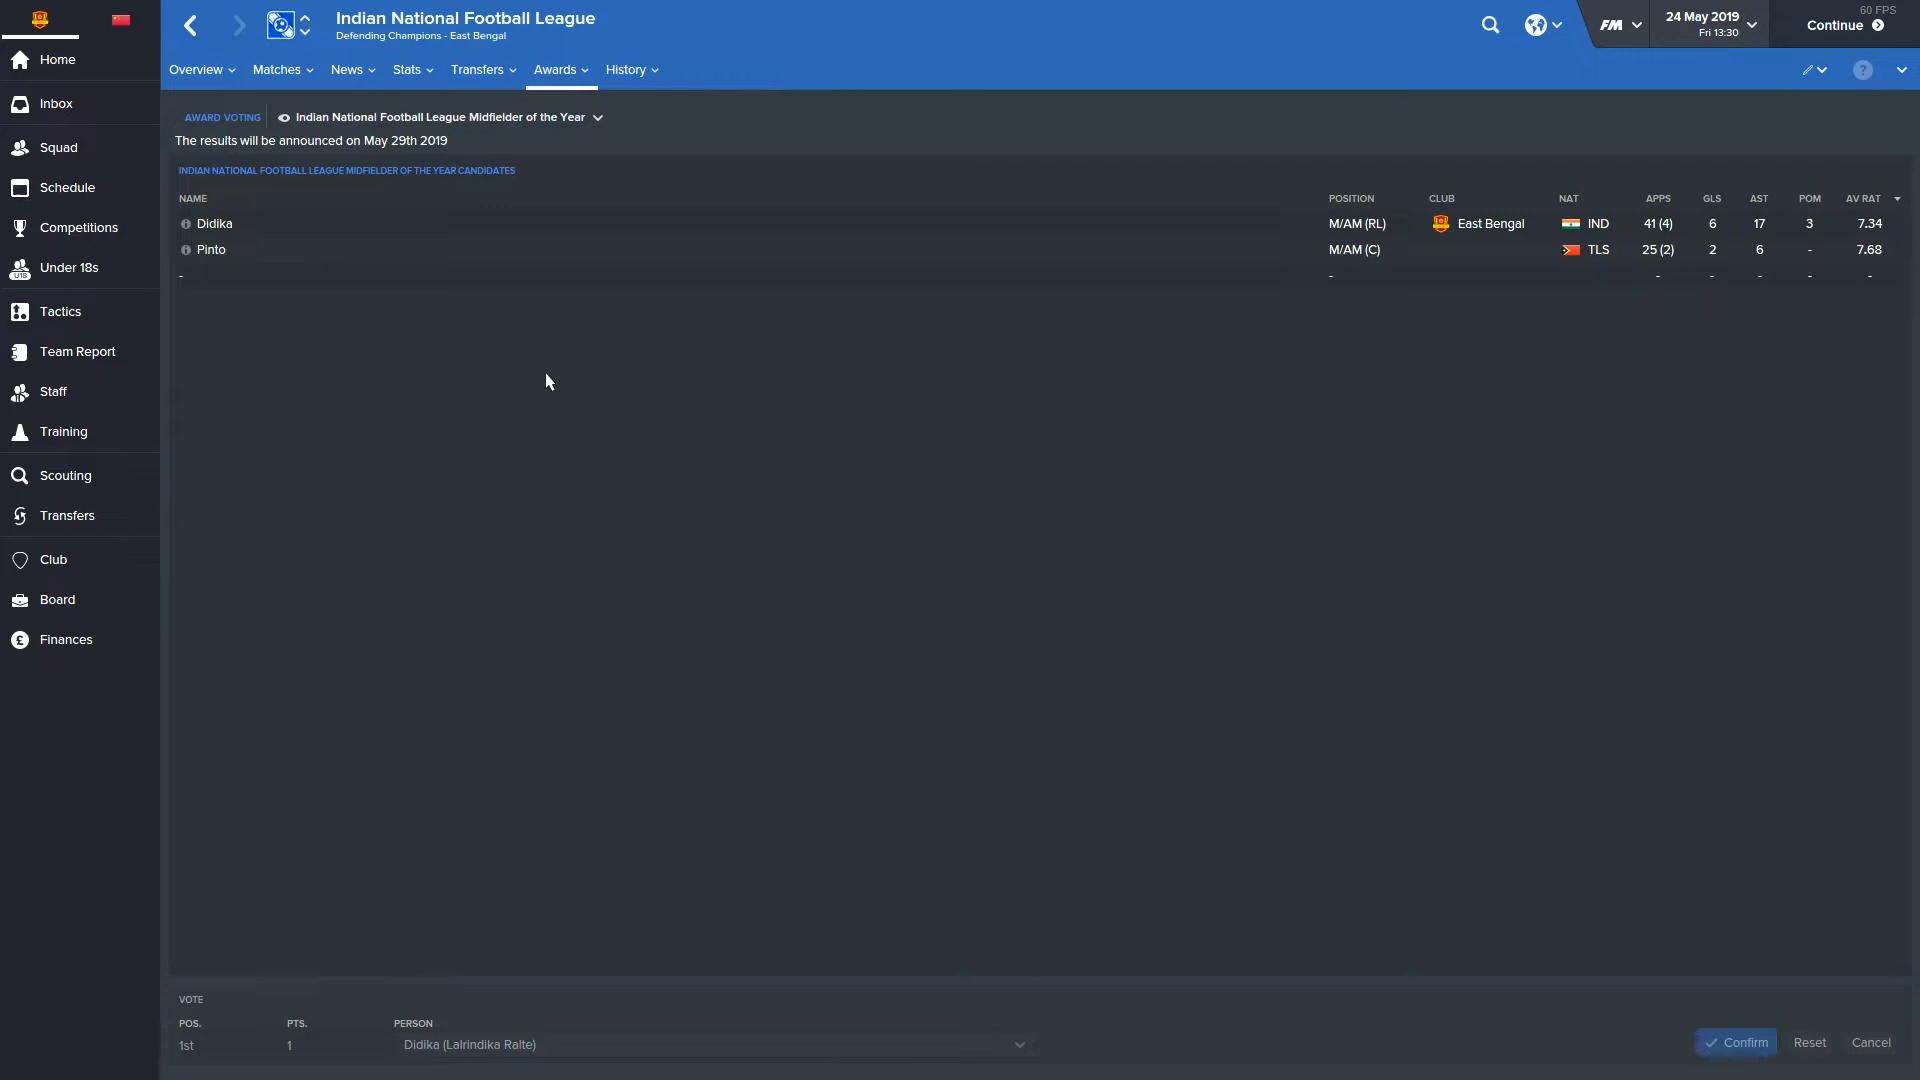 60 FPS
Indian National Football League
Defending Champions - East Bengal
FM
24 May 2019
Fri 13:30
Continue
Overview
Matches
News
Stats
Transfers
Awards
History
?
Home
Inbox
Squad
Schedule
Competitions
U18
Under 18s
Tactics
Team Report
Staff
Training
Scouting
Transfers
Club
Board
£
Finances
AWARD VOTING
Indian National Football League Midfielder of the Year
The results will be announced on May 29th 2019
INDIAN NATIONAL FOOTBALL LEAGUE MIDFIELDER OF THE YEAR CANDIDATES
NAME POSITION CLUB NAT APPS GLS AST POM AV RAT
Didika M/AM (RL) East Bengal IND 41 (4) 6 17 3 7.34
Pinto M/AM (C) TLS 25 (2) 2 6 - 7.68
- - - - - - -
VOTE
POS. PTS. PERSON
1st 1 Didika (Lalrindika Ralte)
Confirm
Reset
Cancel